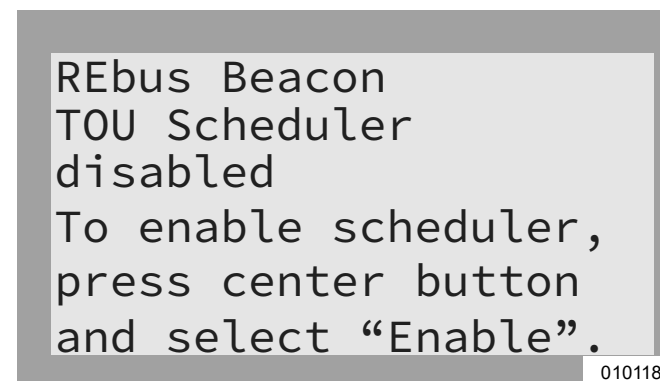 REbus Beacon
TOU Scheduler
disabled
To enable scheduler,
press center button
and select “Enable”.
010118